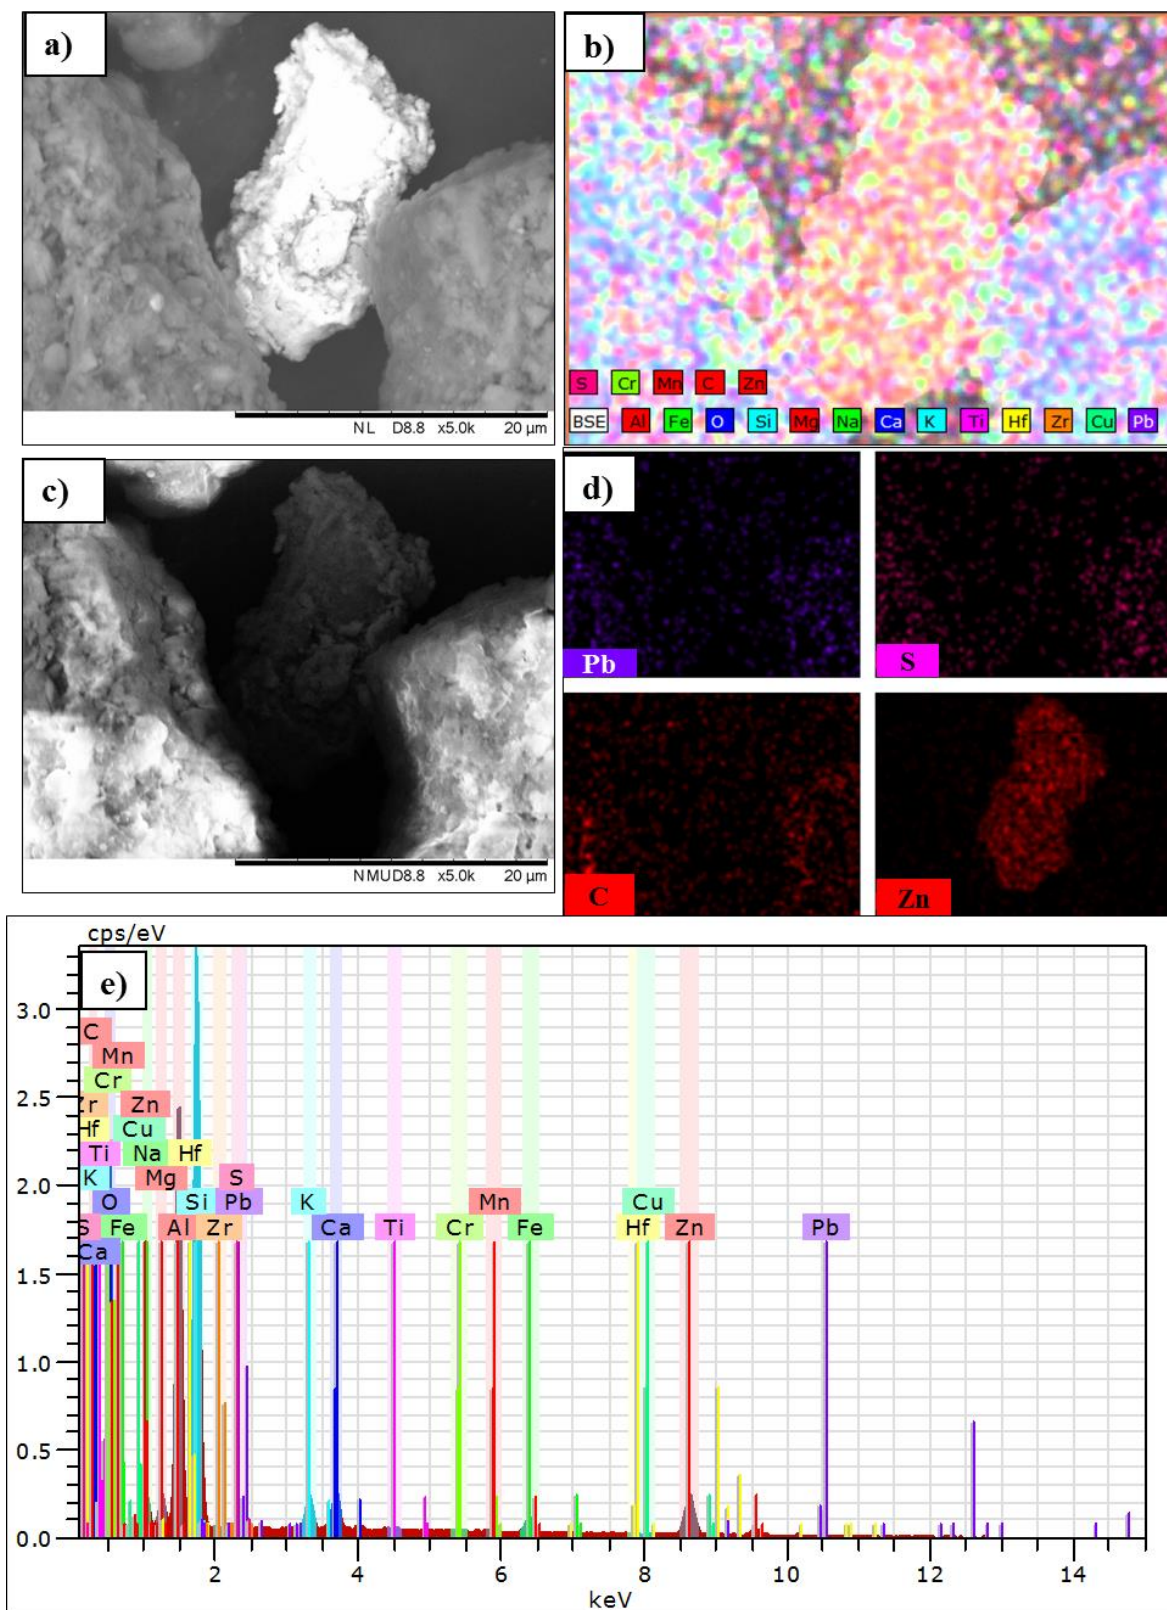 a)
NL D8.8 x5.0k 20 µm
b)
S Cr Mn C Zn
BSE Al Fe O Si Mg Na Ca K Ti Hf Zr Cu Pb
c)
NMUD8.8 x5.0k 20 µm
d)
Pb S
C Zn
cps/eV
e)
3.0
C
Mn
Cr
2.5 Zr Zn
Hf Cu
Ti Na Hf
2.0 K Mg S
O Si Pb K Mn Cu
S Fe Al Zr Ca Ti Cr Fe Hf Zn Pb
Ca
1.5
1.0
0.5
0.0
2 4 6 8 10 12 14
keV